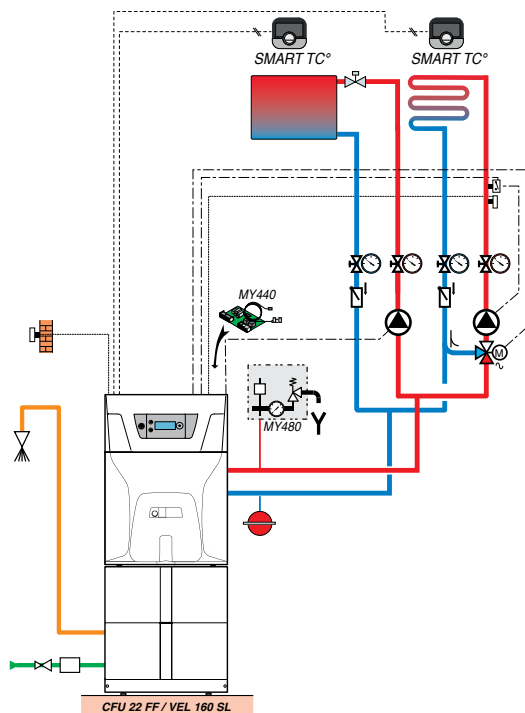 SMART TC° SMART TC°
MY440
M
MY480
CFU 22 FF / VEL 160 SL